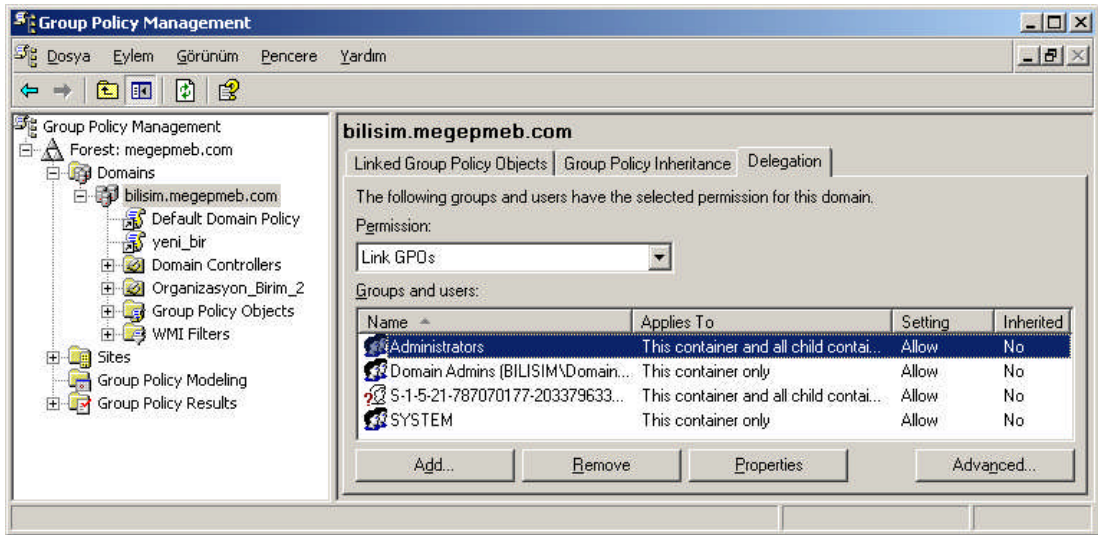 Group Policy Management
Dosya Eylem Görünüm Pencere Yardım
Group Policy Management
Forest: megepmeb.com
Domains
bilisim.megepmeb.com
Default Domain Policy
yeni_bir
Domain Controllers
Organizasyon_Birim_2
Group Policy Objects
WMI Filters
Sites
Group Policy Modeling
Group Policy Results
bilisim.megepmeb.com
Linked Group Policy Objects Group Policy Inheritance Delegation
The following groups and users have the selected permission for this domain.
Permission:
Link GPOs
Groups and users:
Name Applies To Setting Inherited
Administrators This container and all child contai... Allow No
Domain Admins (BILISIM\Domain... This container only Allow No
S-1-5-21-787070177-203379633... This container and all child contai... Allow No
SYSTEM This container only Allow No
Add... Remove Properties Advanced...